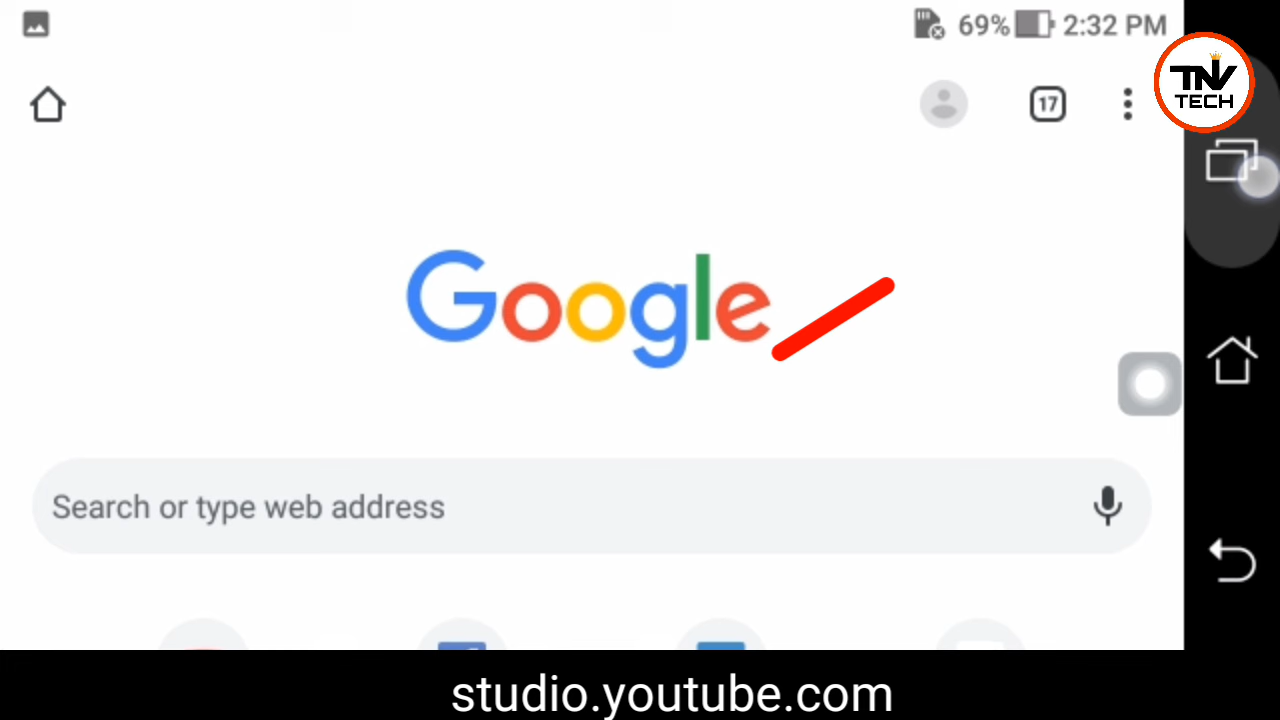 69% 2:32 PM
TNV
TECH
17
Google
Search or type web address
studio.youtube.com